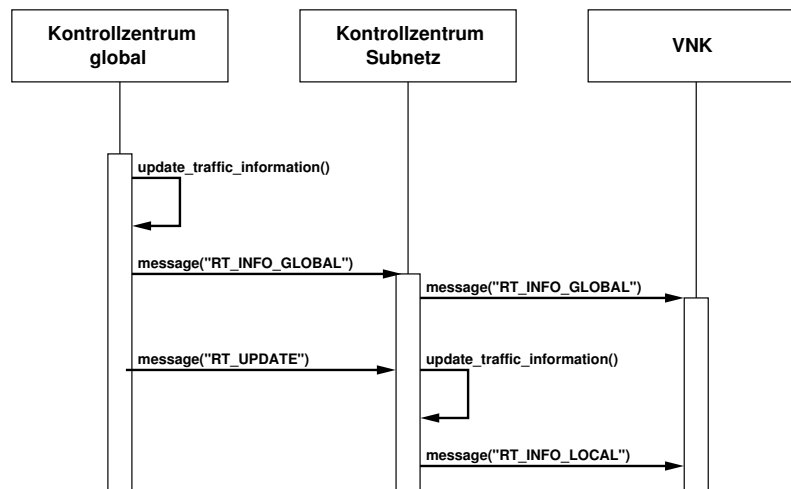 Kontrollzentrum
global
Kontrollzentrum
Subnetz
VNK
update_traffic_information()
message("RT_INFO_GLOBAL")
message("RT_INFO_GLOBAL")
message("RT_UPDATE")
update_traffic_information()
message("RT_INFO_LOCAL")